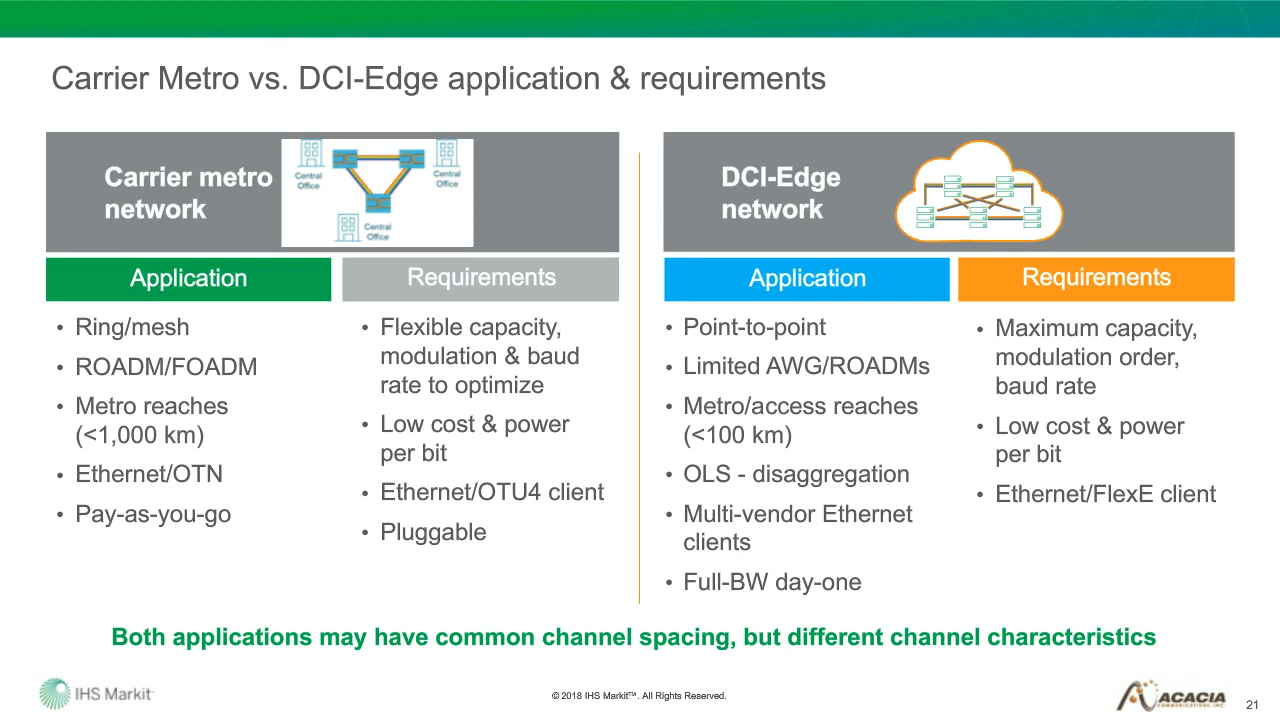 Carrier Metro vs. DCI-Edge application & requirements
Carrier metro
network
Central
Office
Central
Office
Central
Office
DCI-Edge
network
Application
• Ring/mesh
• ROADM/FOADM
• Metro reaches
(<1,000 km)
• Ethernet/OTN
• Pay-as-you-go
Requirements
• Flexible capacity,
modulation & baud
rate to optimize
• Low cost & power
per bit
• Ethernet/OTU4 client
• Pluggable
Application
• Point-to-point
• Limited AWG/ROADMs
• Metro/access reaches
(<100 km)
• OLS - disaggregation
• Multi-vendor Ethernet
clients
• Full-BW day-one
Requirements
• Maximum capacity,
modulation order,
baud rate
• Low cost & power
per bit
• Ethernet/FlexE client
Both applications may have common channel spacing, but different channel characteristics
IHS Markit
© 2018 IHS Markit™. All Rights Reserved.
ACACIA
COMMUNICATIONS, INC.
21